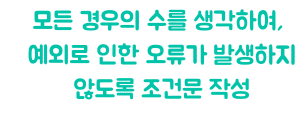 모든 경우의 수를 생각하여,
예외로 인한 오류가 발생하지
않도록 조건문 작성